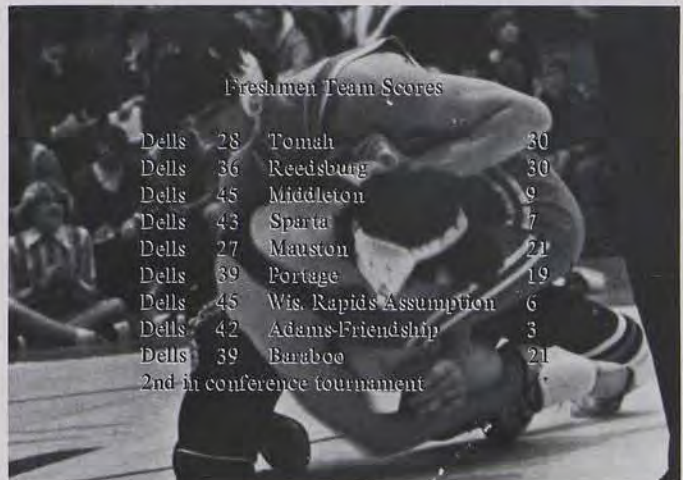 Freshmen Team Scores
Dells 28 Tomah 30
Dells 36 Reedsburg 30
Dells 45 Middleton 9
Dells 43 Sparta 7
Dells 27 Mauston 21
Dells 39 Portage 19
Dells 45 Wis. Rapids Assumption 6
Dells 42 Adams-Friendship 3
Dells 39 Baraboo 21
2nd in conference tournament